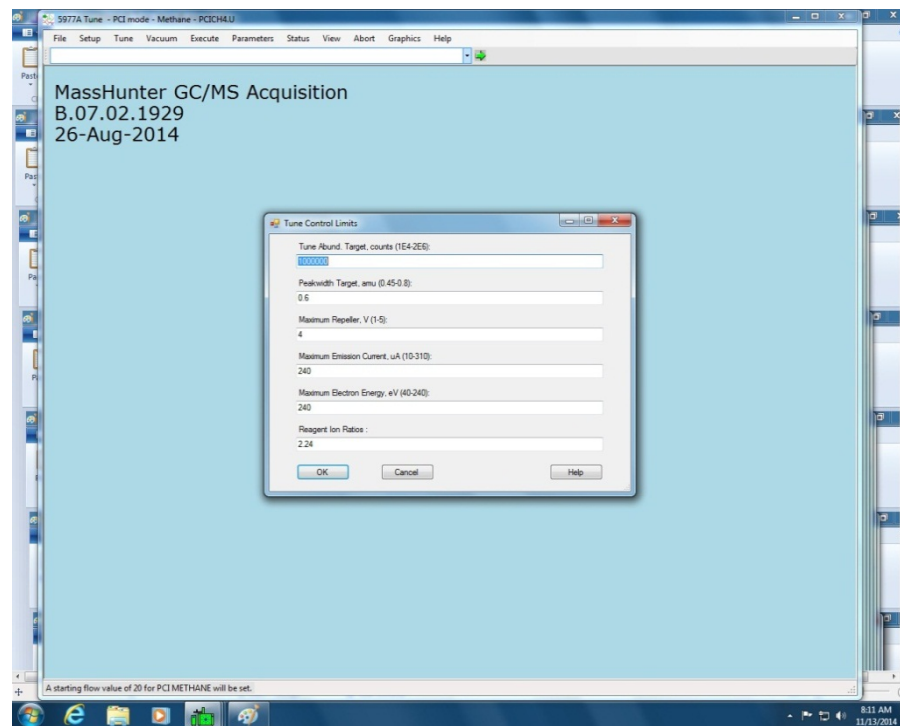 5977A Tune - PCI mode - Methane - PCICH4.U
File Setup Tune Vacuum Execute Parameters Status View Abort Graphics Help
MassHunter GC/MS Acquisition
B.07.02.1929
26-Aug-2014
Tune Control Limits
Tune Abund. Target, counts (1E4-2E6):
1000000
Peakwidth Target, amu (0.45-0.8):
0.6
Maximum Repeller, V (1-5):
4
Maximum Emission Current, uA (10-310):
240
Maximum Electron Energy, eV (40-240):
240
Reagent Ion Ratios :
2.24
OK Cancel Help
A starting flow value of 20 for PCI METHANE will be set.
8:11 AM
11/13/2014